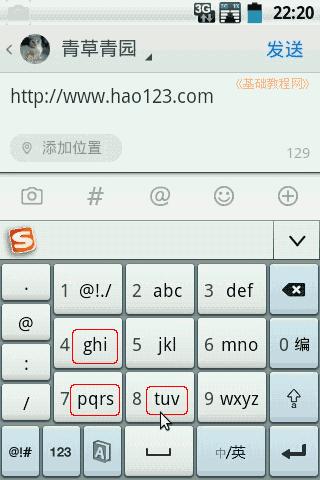 3G 22:20
青草青园 发送
《基础教程网》
http://www.hao123.com
添加位置 129
# @
S
. 1 @!./ 2 abc 3 def
@ 4 ghi 5 jkl 6 mno 0 编
:
/ 7 pqrs 8 tuv 9 wxyz a
@!# 123 A 中/英